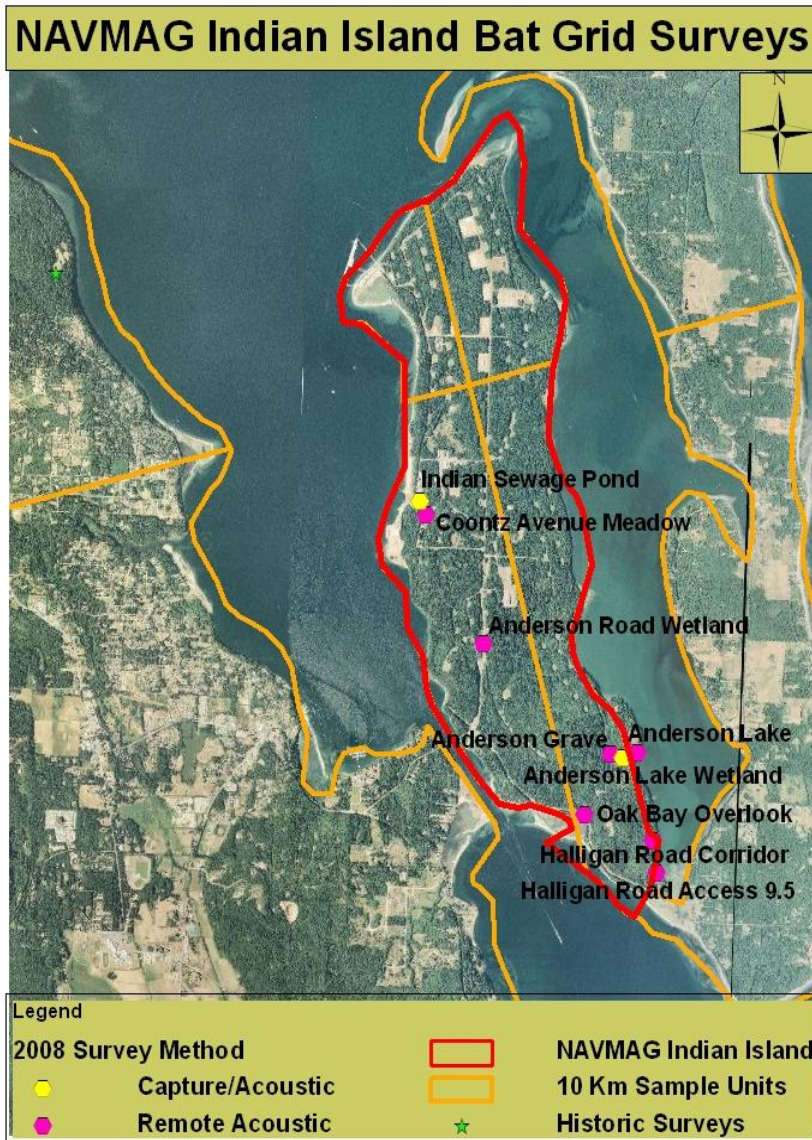 NAVMAG Indian Island Bat Grid Surveys
N
Indian Sewage Pond
Coontz Avenue Meadow
Anderson Road Wetland
Anderson Grave
Anderson Lake
Anderson Lake Wetland
Oak Bay Overlook
Halligan Road Corridor
Halligan Road Access 9.5
Legend
2008 Survey Method
NAVMAG Indian Island
Capture/Acoustic
10 Km Sample Units
Remote Acoustic
Historic Surveys